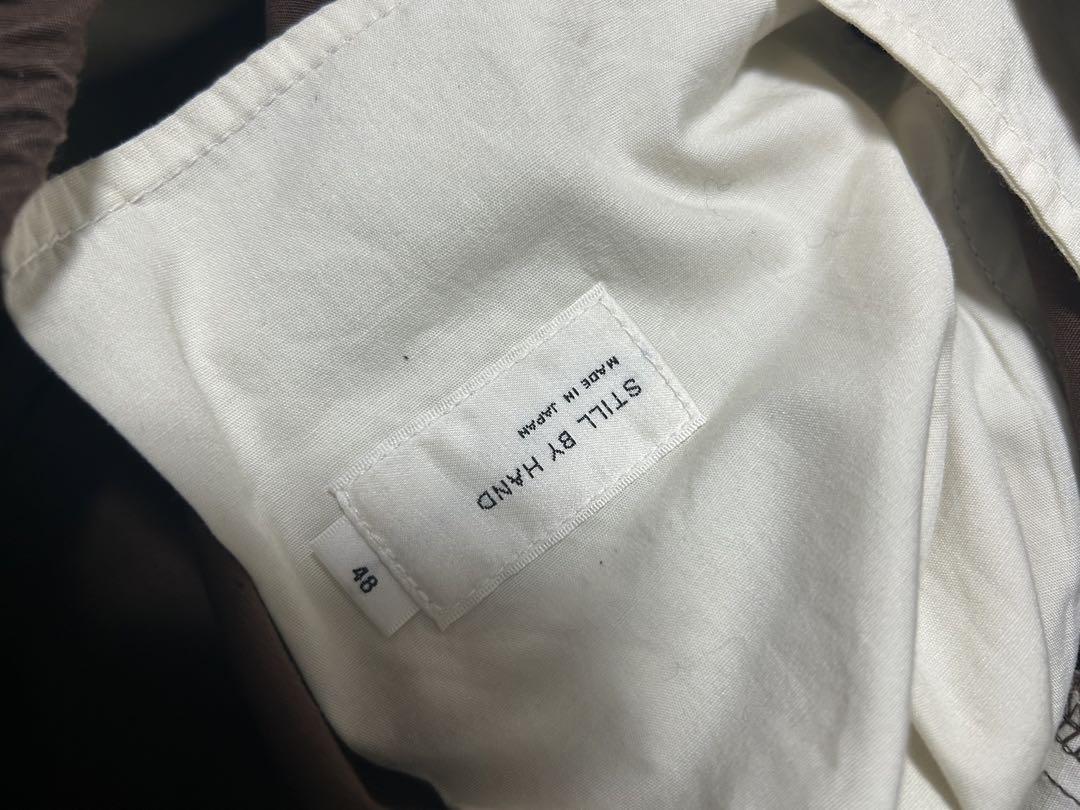 STILL BY HAND
MADE IN JAPAN
48